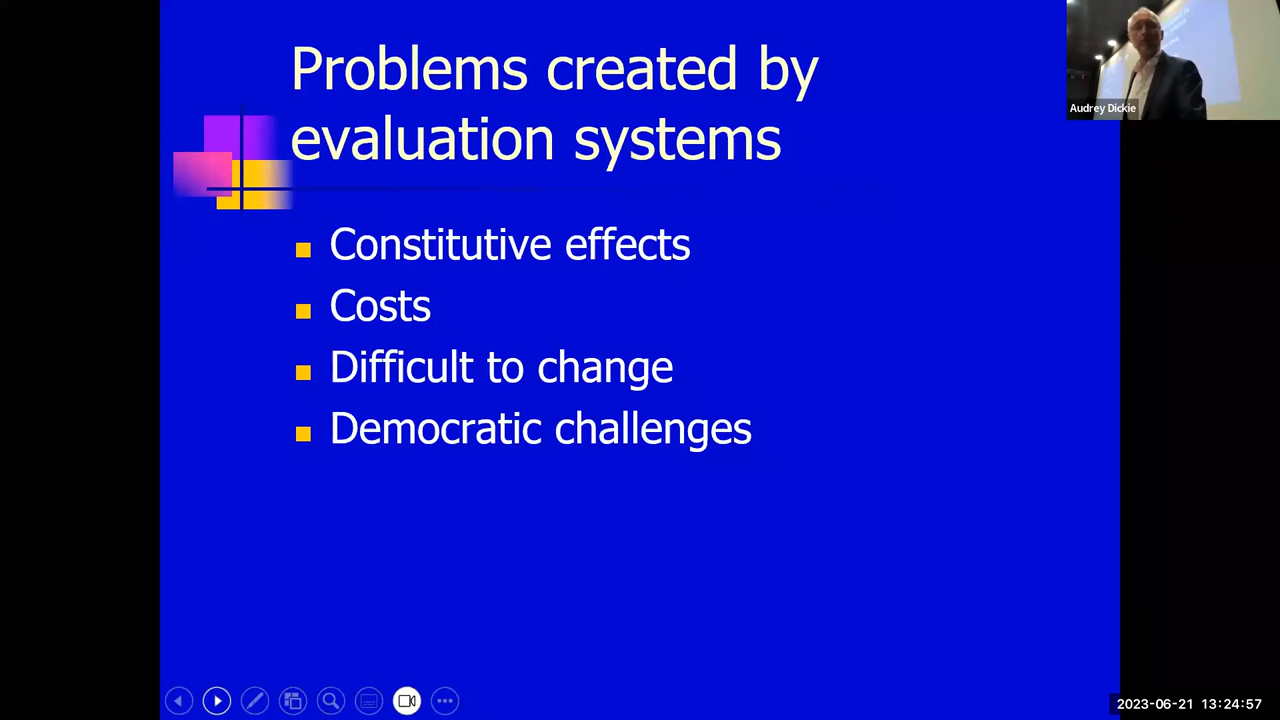 Problems created by
evaluation systems
Constitutive effects
Costs
Difficult to change
Democratic challenges
Audrey Dickie
2023-06-21 13:24:57